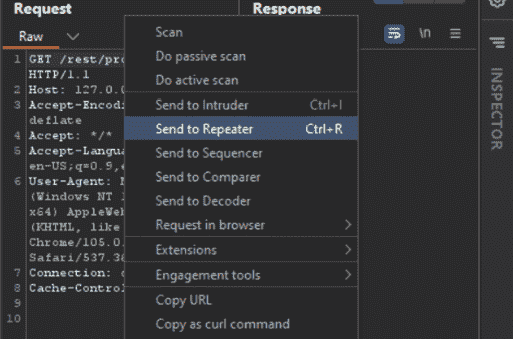 Request
Response
Raw
\n
INSPECTOR
1 GET /rest/pro
HTTP/1.1
2 Host: 127.0.0
3 Accept-Encodi
deflate
4 Accept: */*
5 Accept-Langua
en-US;q=0.9,e
6 User-Agent: M
(Windows NT 1
x64) AppleWeb
(KHTML, like
Chrome/105.0.
Safari/537.36
7 Connection: c
8 Cache-Control
9
10
Scan
Do passive scan
Do active scan
Send to Intruder Ctrl+I
Send to Repeater Ctrl+R
Send to Sequencer
Send to Comparer
Send to Decoder
Request in browser
Extensions
Engagement tools
Copy URL
Copy as curl command